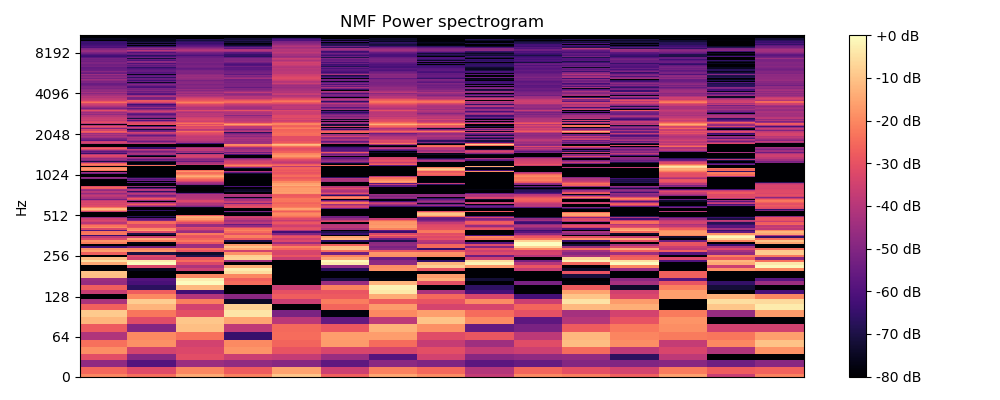 NMF Power spectrogram
Hz
8192
4096
2048
1024
512
256
128
64
0
+0 dB
-10 dB
-20 dB
-30 dB
-40 dB
-50 dB
-60 dB
-70 dB
-80 dB